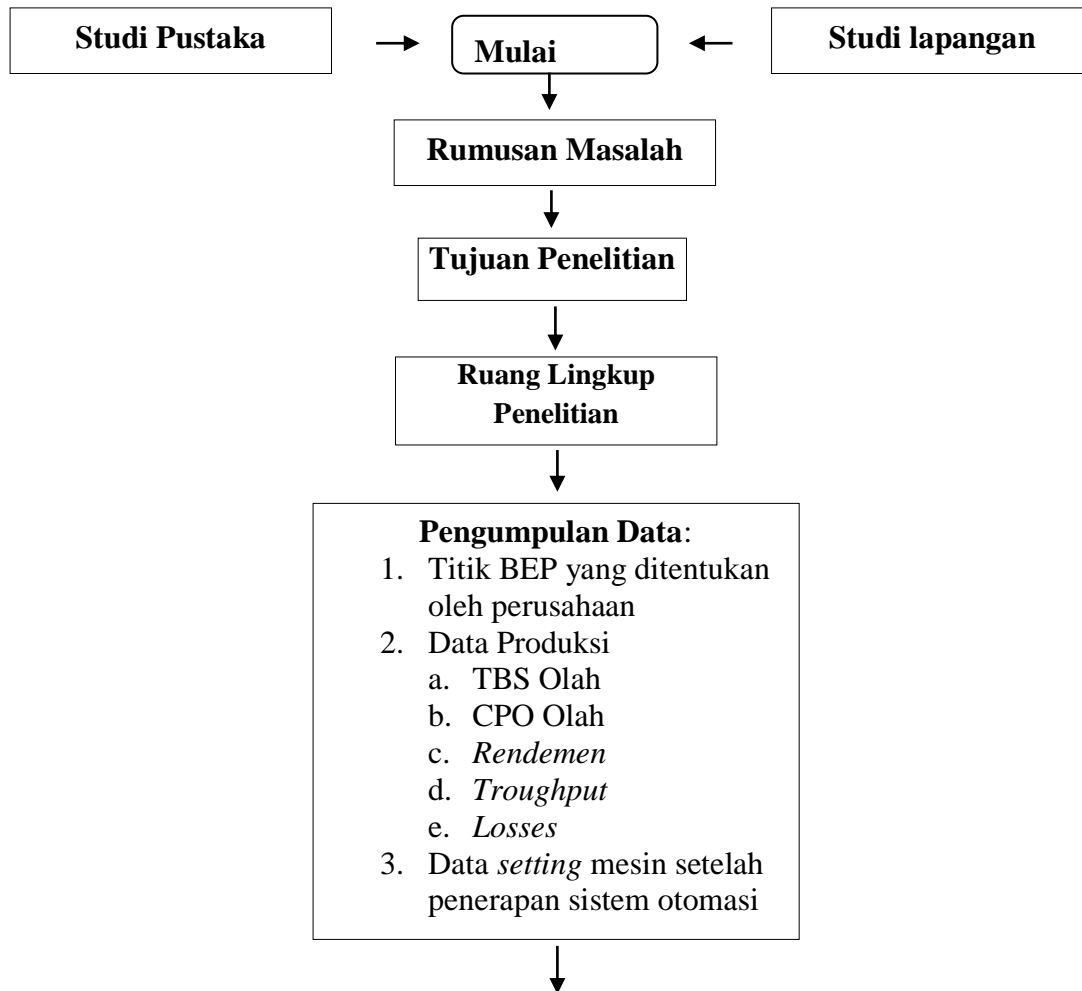 Studi Pustaka
Mulai
Studi lapangan
Rumusan Masalah
Tujuan Penelitian
Ruang Lingkup
Penelitian
Pengumpulan Data:
1. Titik BEP yang ditentukan
oleh perusahaan
2. Data Produksi
a. TBS Olah
b. CPO Olah
c. Rendemen
d. Troughput
e. Losses
3. Data setting mesin setelah
penerapan sistem otomasi